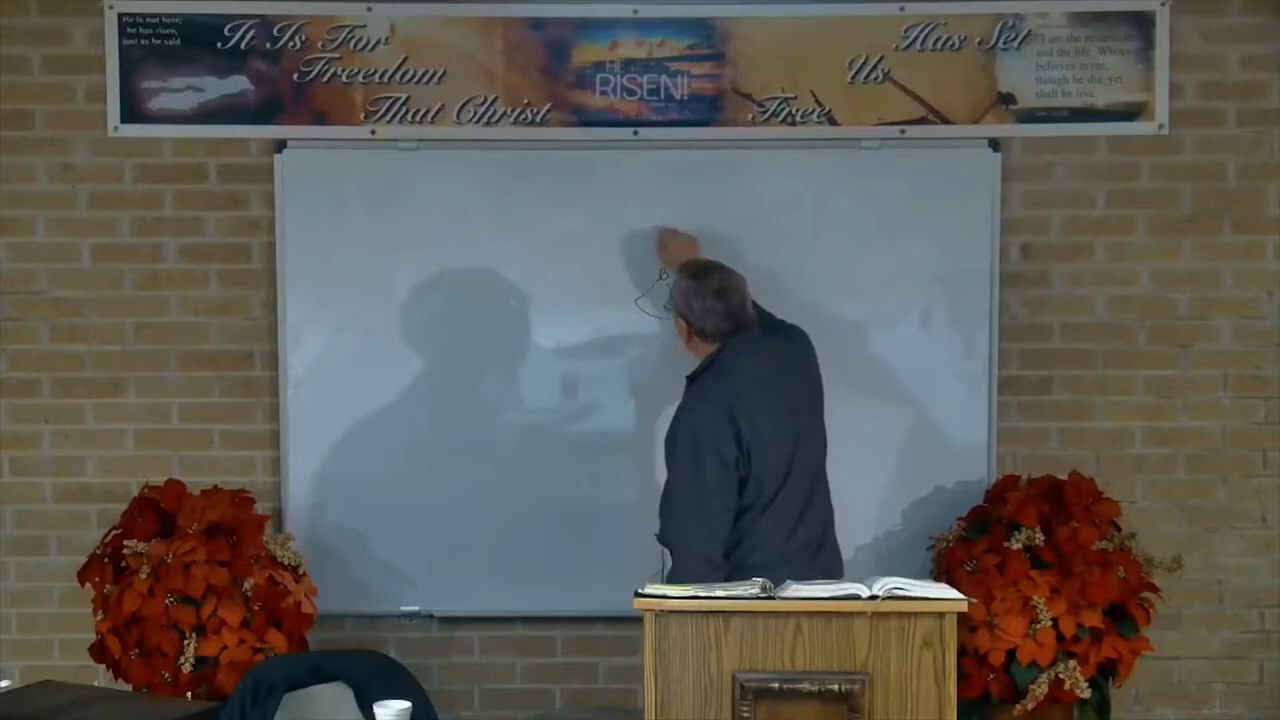 He is not here;
he has risen,
just as he said
It Is For
Freedom
That Christ
HE IS
RISEN!
Has Set
Us
Free
I am the resurrection
and the life. Whoever
believes in me,
though he die, yet
shall he live.